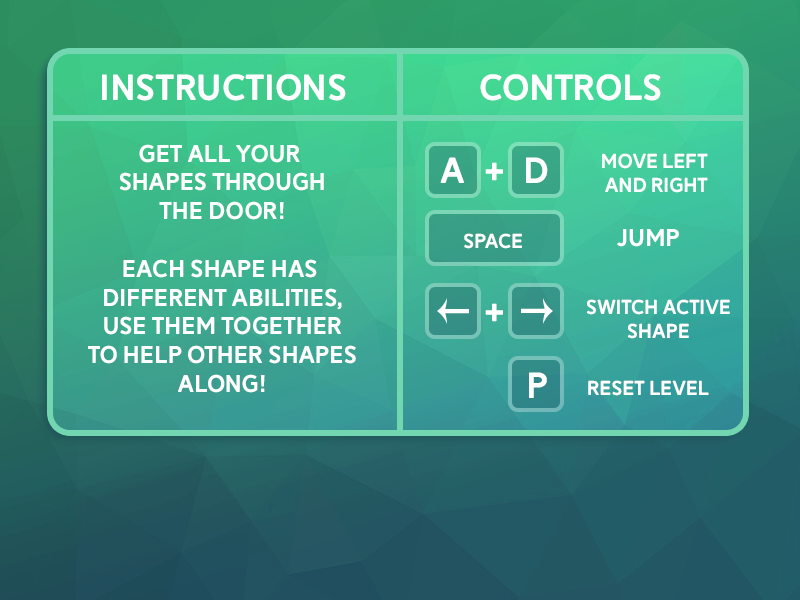 INSTRUCTIONS
GET ALL YOUR
SHAPES THROUGH
THE DOOR!
EACH SHAPE HAS
DIFFERENT ABILITIES,
USE THEM TOGETHER
TO HELP OTHER SHAPES
ALONG!
CONTROLS
A + D MOVE LEFT
AND RIGHT
SPACE JUMP
← + → SWITCH ACTIVE
SHAPE
P RESET LEVEL